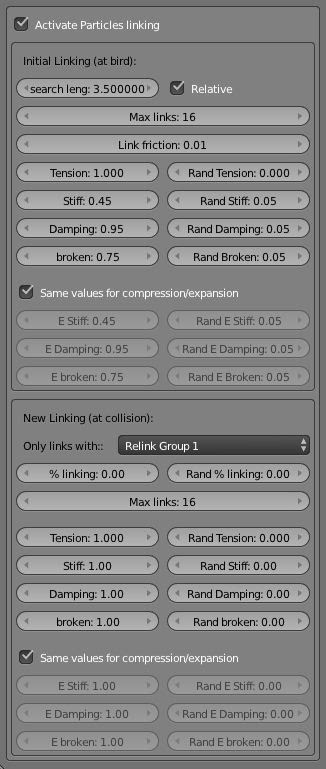 Activate Particles linking
Initial Linking (at bird):
search leng: 3.500000 Relative
Max links: 16
Link friction: 0.01
Tension: 1.000 Rand Tension: 0.000
Stiff: 0.45 Rand Stiff: 0.05
Damping: 0.95 Rand Damping: 0.05
broken: 0.75 Rand Broken: 0.05
Same values for compression/expansion
E Stiff: 0.45 Rand E Stiff: 0.05
E Damping: 0.95 Rand E Damping: 0.05
E broken: 0.75 Rand E Broken: 0.05
New Linking (at collision):
Only links with:: Relink Group 1
% linking: 0.00 Rand % linking: 0.00
Max links: 16
Tension: 1.000 Rand Tension: 0.000
Stiff: 1.00 Rand Stiff: 0.00
Damping: 1.00 Rand Damping: 0.00
broken: 1.00 Rand broken: 0.00
Same values for compression/expansion
E Stiff: 1.00 Rand E Stiff: 0.00
E Damping: 1.00 Rand E Damping: 0.00
E broken: 1.00 Rand E broken: 0.00